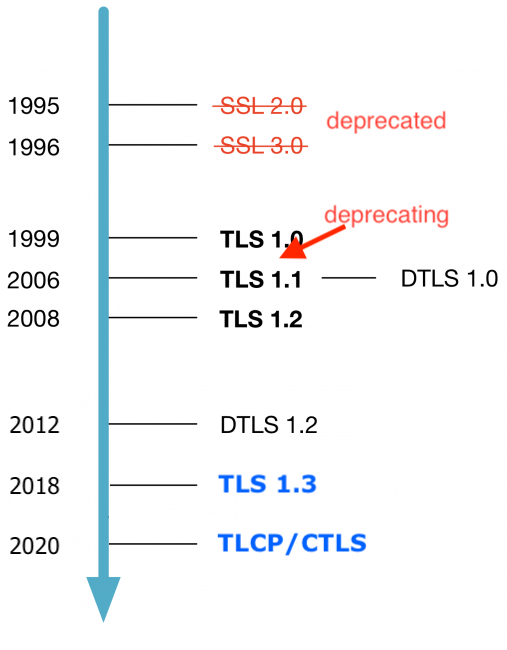 1995 SSL 2.0
deprecated
1996 SSL 3.0
deprecating
1999 TLS 1.0
2006 TLS 1.1 DTLS 1.0
2008 TLS 1.2
2012 DTLS 1.2
2018 TLS 1.3
2020 TLCP/CTLS